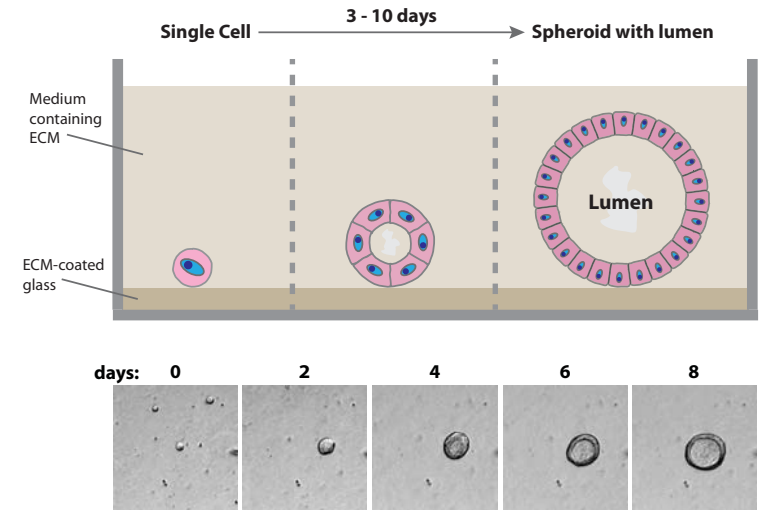 3 - 10 days
Single Cell
Spheroid with lumen
Medium
containing
ECM
Lumen
ECM-coated
glass
days: 0 2 4 6 8